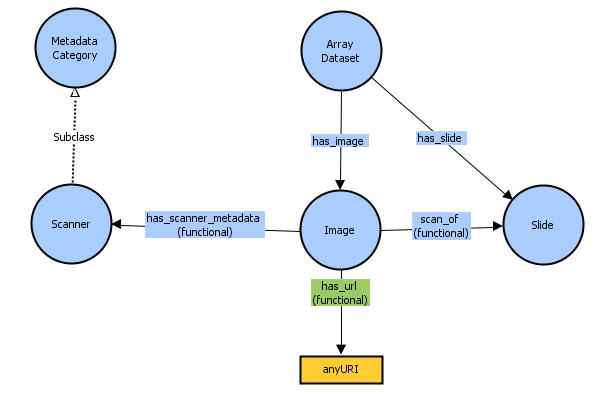 Metadata
Category
Array
Dataset
Subclass
has_image
has_slide
Scanner
has_scanner_metadata
(functional)
Image
scan_of
(functional)
Slide
has_url
(functional)
anyURI